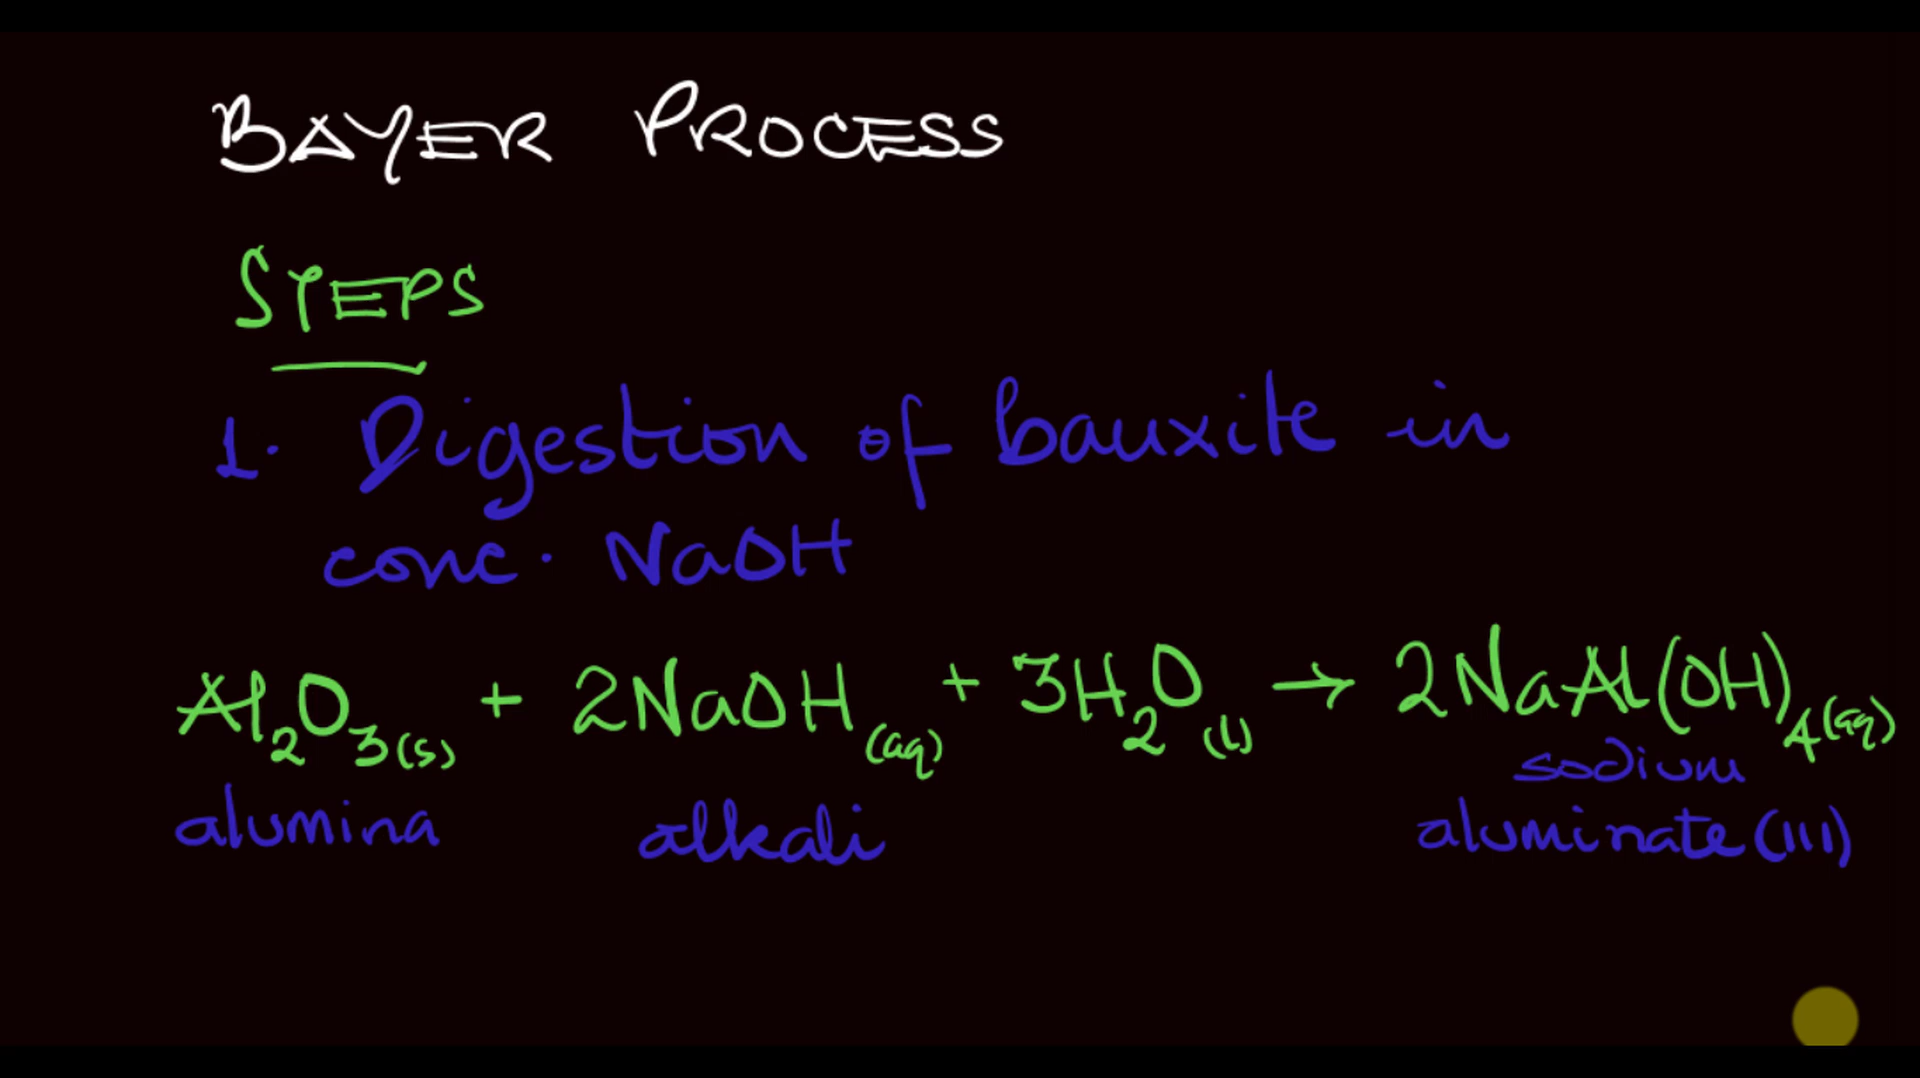 BAYER PROCESS
STEPS
1. Digestion of bauxite in
conc. NaOH
Al₂O₃(s) + 2NaOH(aq) + 3H₂O(l) → 2NaAl(OH)₄(aq)
alumina alkali sodium
aluminate (III)